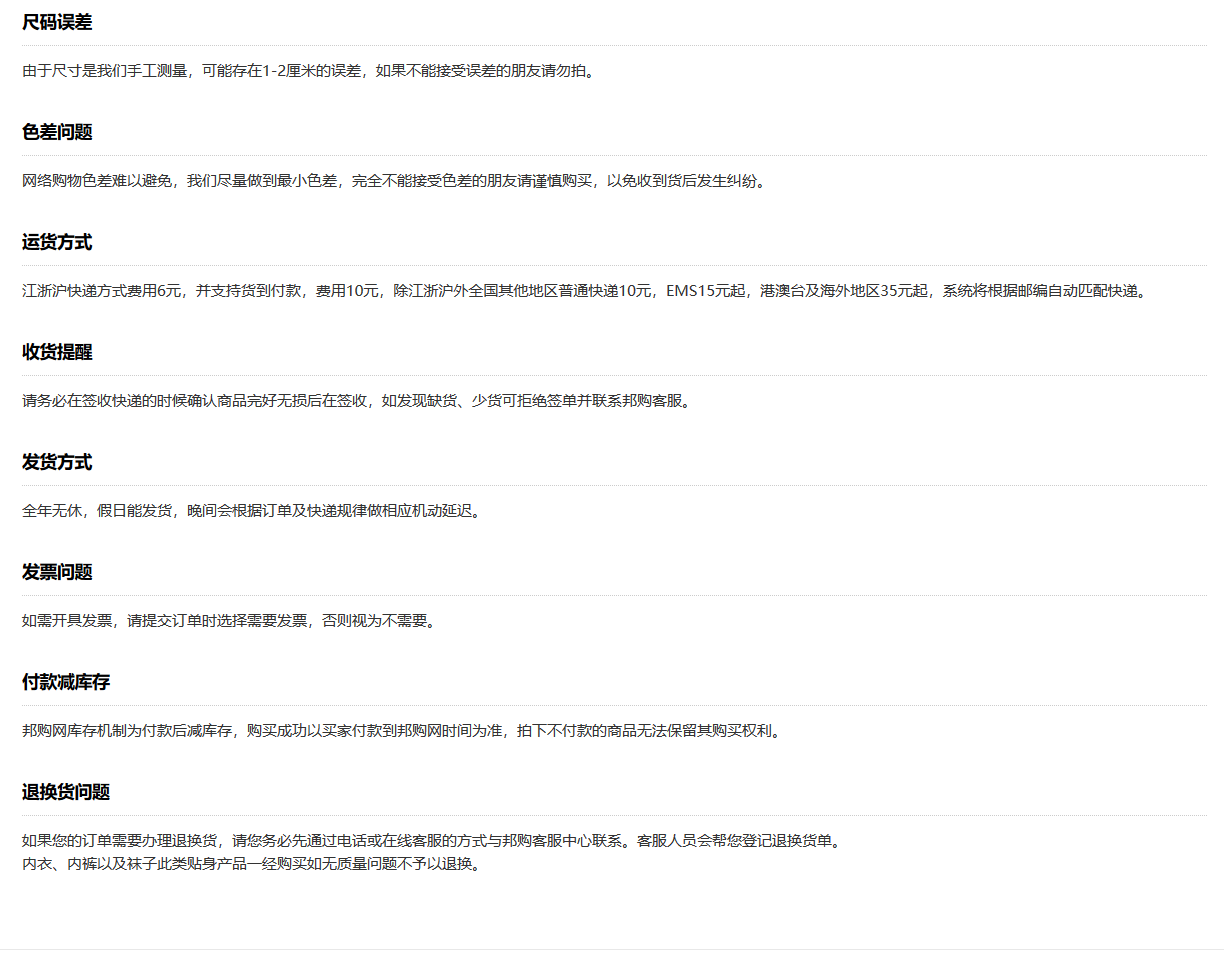 尺码误差
由于尺寸是我们手工测量，可能存在1-2厘米的误差，如果不能接受误差的朋友请勿拍。
色差问题
网络购物色差难以避免，我们尽量做到最小色差，完全不能接受色差的朋友请谨慎购买，以免收到货后发生纠纷。
运货方式
江浙沪快递方式费用6元，并支持货到付款，费用10元，除江浙沪外全国其他地区普通快递10元，EMS15元起，港澳台及海外地区35元起，系统将根据邮编自动匹配快递。
收货提醒
请务必在签收快递的时候确认商品完好无损后在签收，如发现缺货、少货可拒绝签单并联系邦购客服。
发货方式
全年无休，假日能发货，晚间会根据订单及快递规律做相应机动延迟。
发票问题
如需开具发票，请提交订单时选择需要发票，否则视为不需要。
付款减库存
邦购网库存机制为付款后减库存，购买成功以买家付款到邦购网时间为准，拍下不付款的商品无法保留其购买权利。
退换货问题
如果您的订单需要办理退换货，请您务必先通过电话或在线客服的方式与邦购客服中心联系。客服人员会帮您登记退换货单。
内衣、内裤以及袜子此类贴身产品一经购买如无质量问题不予以退换。